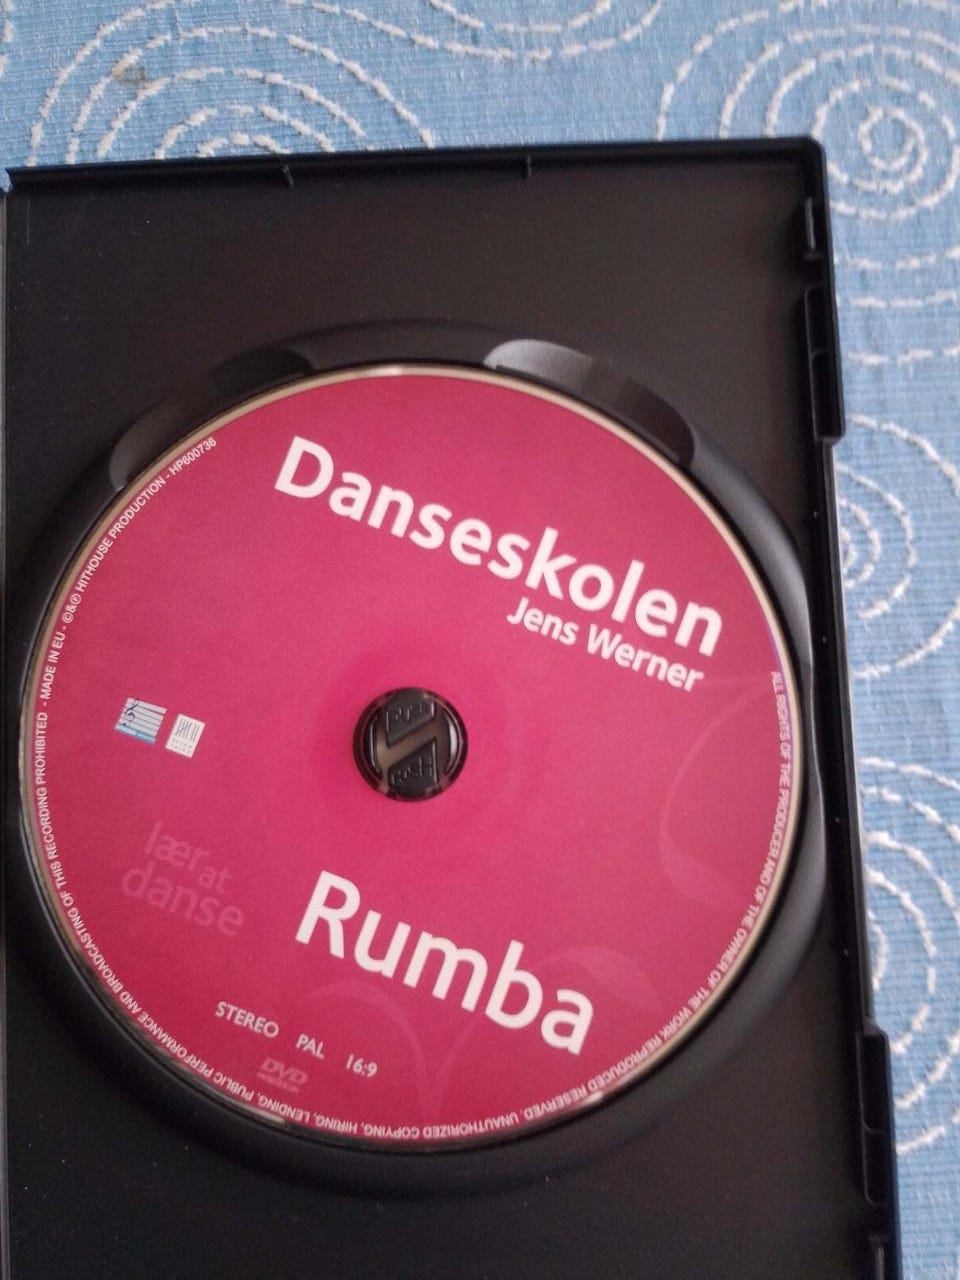 Danseskolen
Jens Werner
lær at
danse
Rumba
STEREO PAL 16:9
DVD
PUSH
ALL RIGHTS OF THE PRODUCER AND OF THE OWNER OF THE WORK REPRODUCED RESERVED. UNAUTHORIZED COPYING, HIRING, LENDING, PUBLIC PERFORMANCE AND BROADCASTING OF THIS RECORDING PROHIBITED - MADE IN EU - ©&℗ HITHOUSE PRODUCTION - HP600736